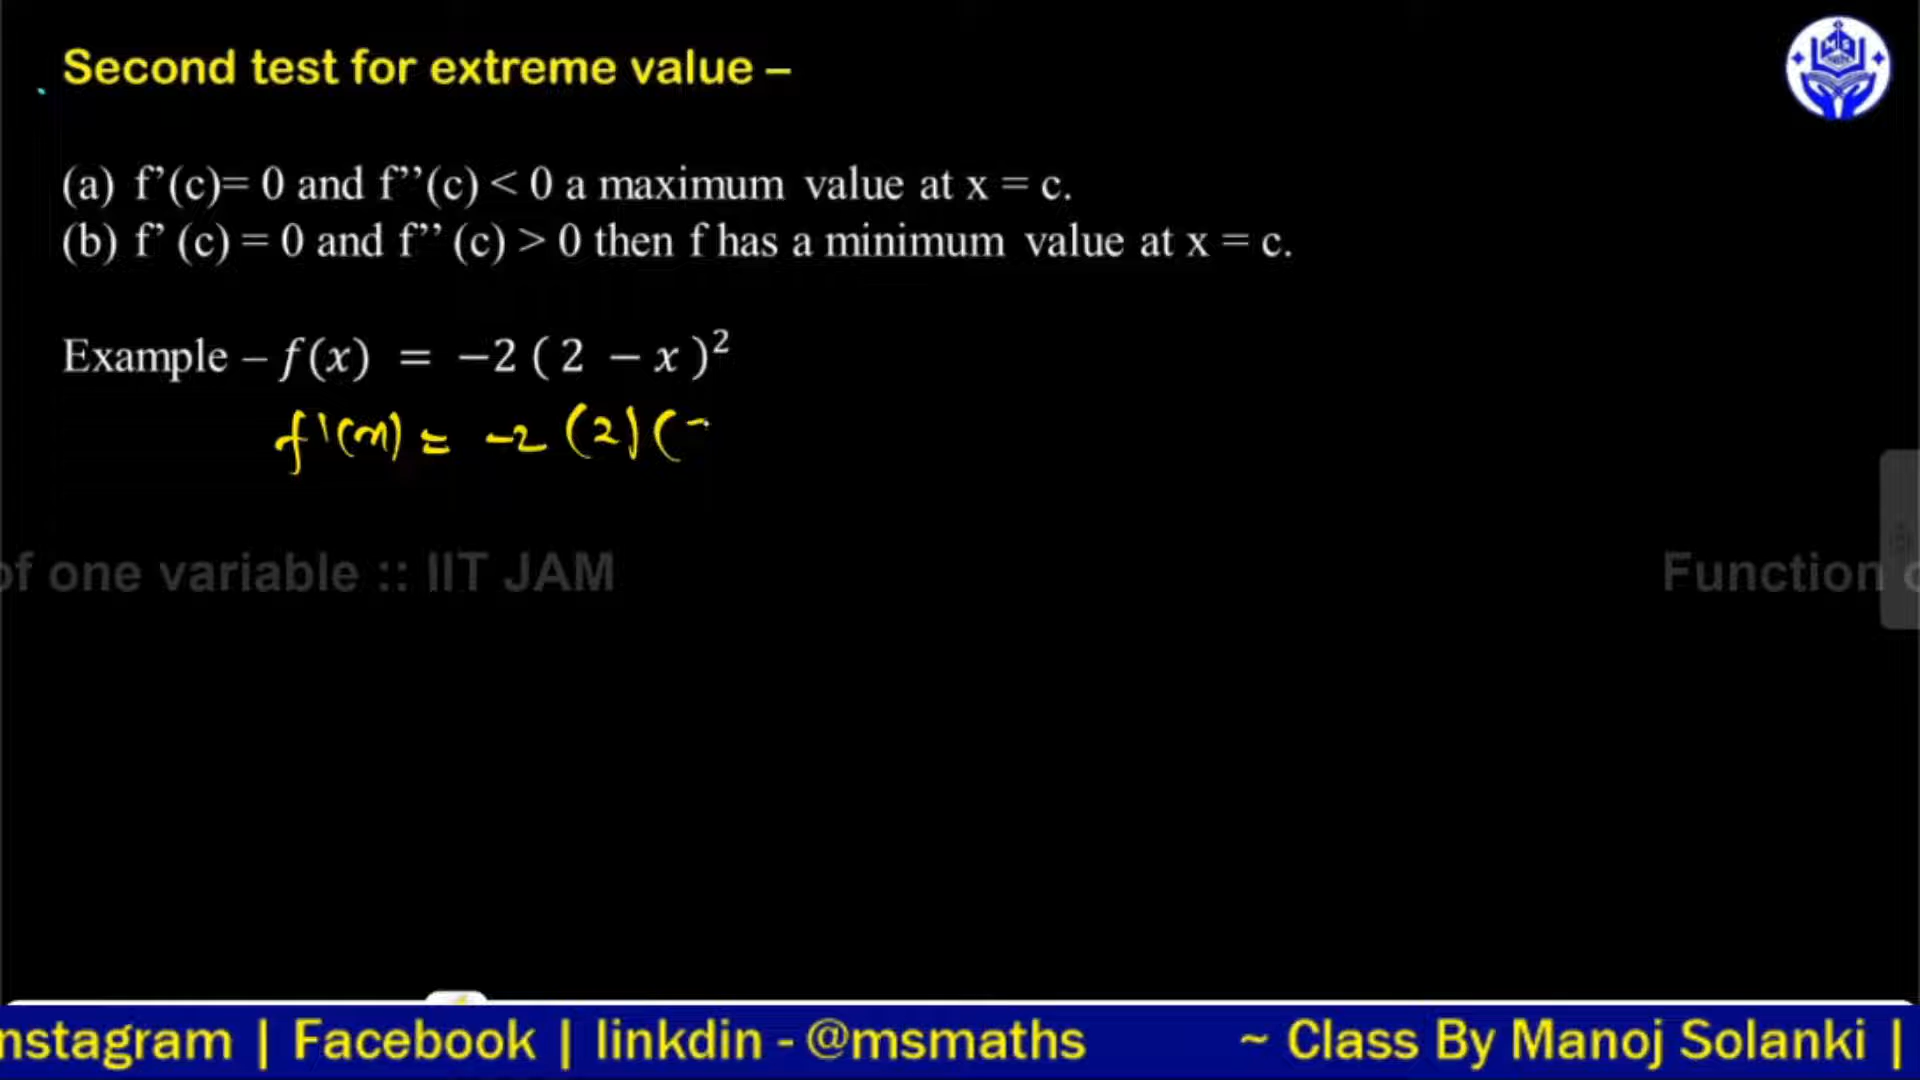 Second test for extreme value –
(a) f’(c)= 0 and f’’(c) < 0 a maximum value at x = c.
(b) f’ (c) = 0 and f’’ (c) > 0 then f has a minimum value at x = c.
Example – f(x) = −2 ( 2 − x )²
f'(x) = -2 (2) (
of one variable :: IIT JAM Function
nstagram | Facebook | linkdin - @msmaths ~ Class By Manoj Solanki |